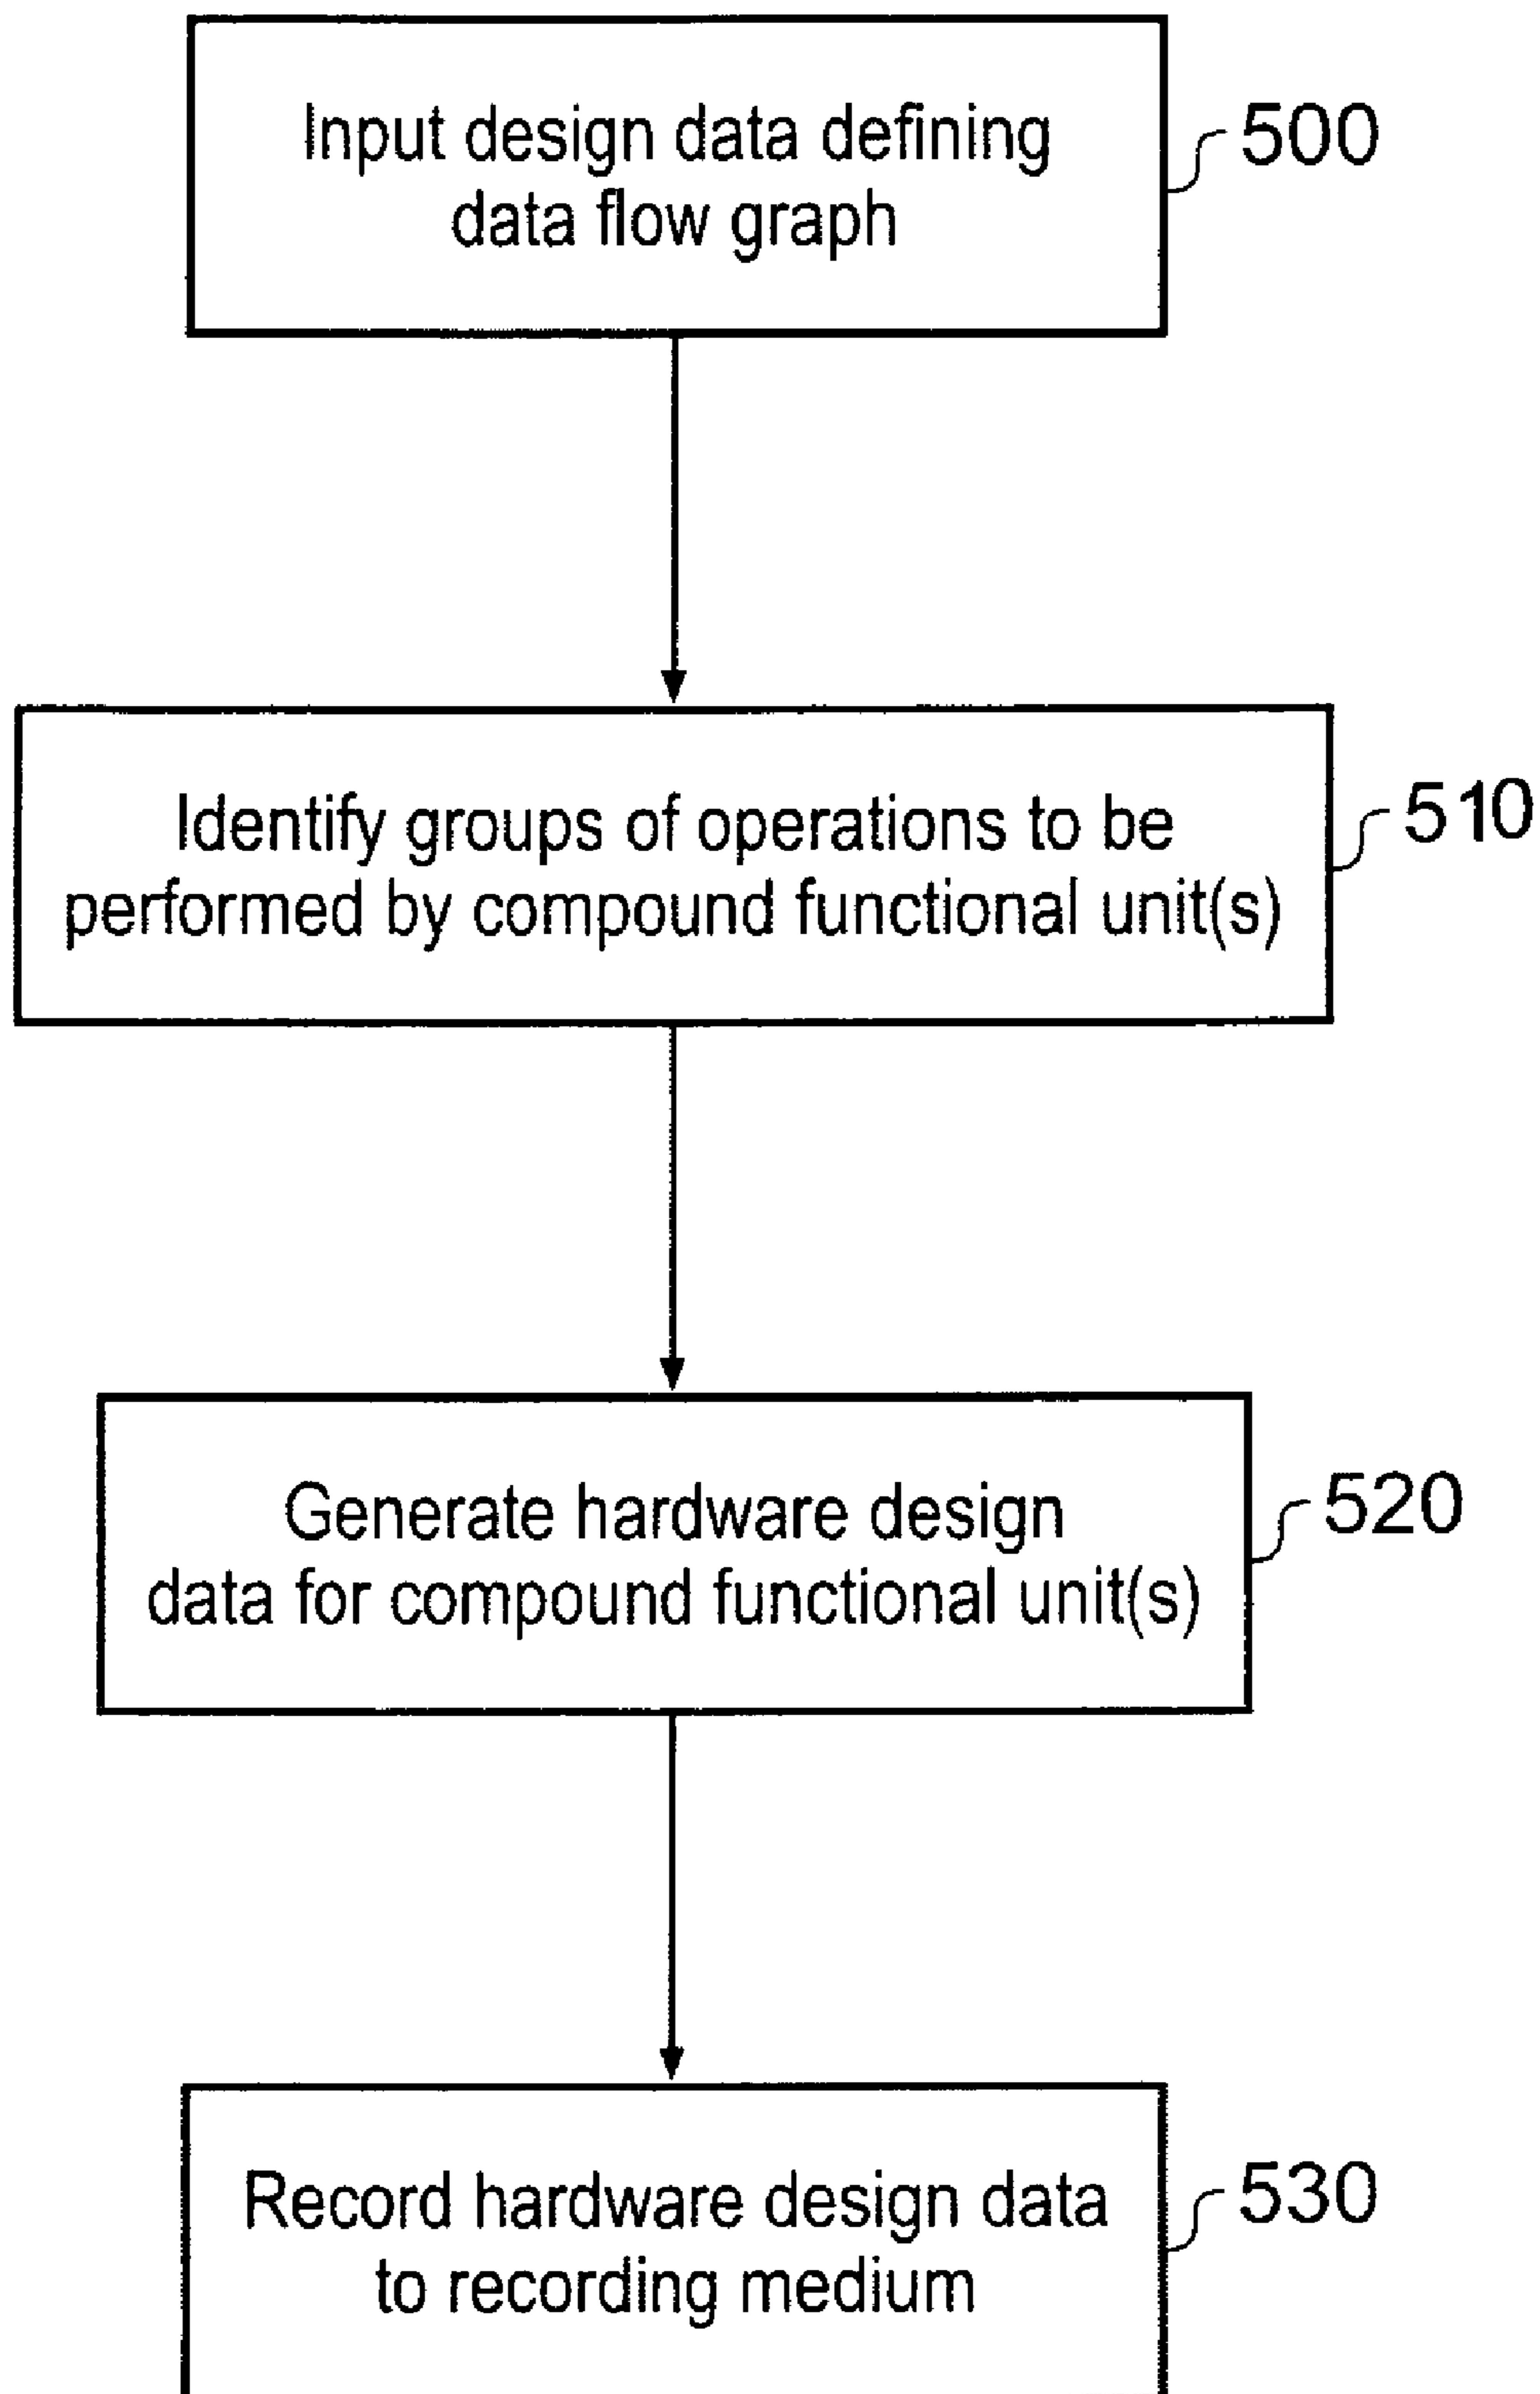 Input design data defining
data flow graph
500
Identify groups of operations to be
performed by compound functional unit(s)
510
Generate hardware design
data for compound functional unit(s)
520
Record hardware design data
to recording medium
530